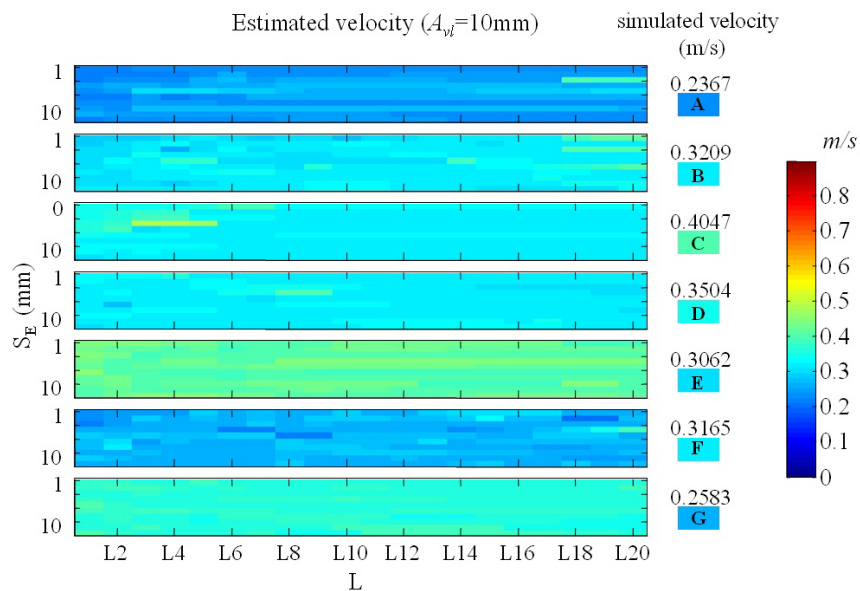 Estimated velocity (A_vl=10mm)
simulated velocity
(m/s)
1
10
0.2367
A
1
10
0.3209
B
0
10
0.4047
C
1
10
0.3504
D
1
10
0.3062
E
1
10
0.3165
F
1
10
0.2583
G
S_E (mm)
L2 L4 L6 L8 L10 L12 L14 L16 L18 L20
L
m/s
0.8
0.7
0.6
0.5
0.4
0.3
0.2
0.1
0